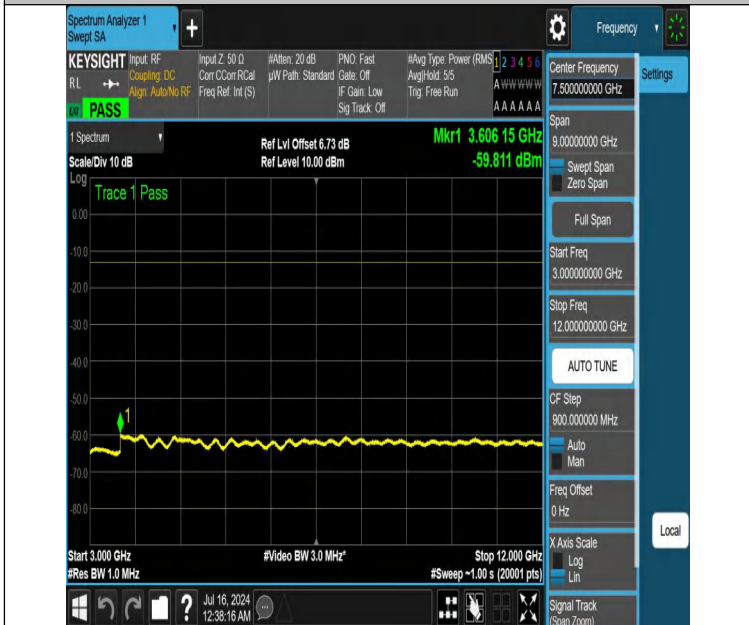 Spectrum Analyzer 1
Swept SA
+
Frequency
KEYSIGHT
RL
PASS
Input: RF
Coupling: DC
Align: Auto/No RF
Input Z: 50 Ω
Corr CCorr RCal
Freq Ref: Int (S)
#Atten: 20 dB
µW Path: Standard
PNO: Fast
Gate: Off
IF Gain: Low
Sig Track: Off
#Avg Type: Power (RMS
Avg|Hold: 5/5
Trig: Free Run
1 2 3 4 5 6
A W W W W W
A A A A A A
1 Spectrum
Scale/Div 10 dB
Ref Lvl Offset 6.73 dB
Ref Level 10.00 dBm
Mkr1 3.606 15 GHz
-59.811 dBm
Log
Trace 1 Pass
0.00
-10.0
-20.0
-30.0
-40.0
-50.0
-60.0
-70.0
-80.0
1
Start 3.000 GHz
#Res BW 1.0 MHz
#Video BW 3.0 MHz*
Stop 12.000 GHz
#Sweep ~1.00 s (20001 pts)
Jul 16, 2024
12:38:16 AM
?
Center Frequency
7.500000000 GHz
Span
9.00000000 GHz
Swept Span
Zero Span
Full Span
Start Freq
3.000000000 GHz
Stop Freq
12.000000000 GHz
AUTO TUNE
CF Step
900.000000 MHz
Auto
Man
Freq Offset
0 Hz
X Axis Scale
Log
Lin
Signal Track
(Span Zoom)
Settings
Local